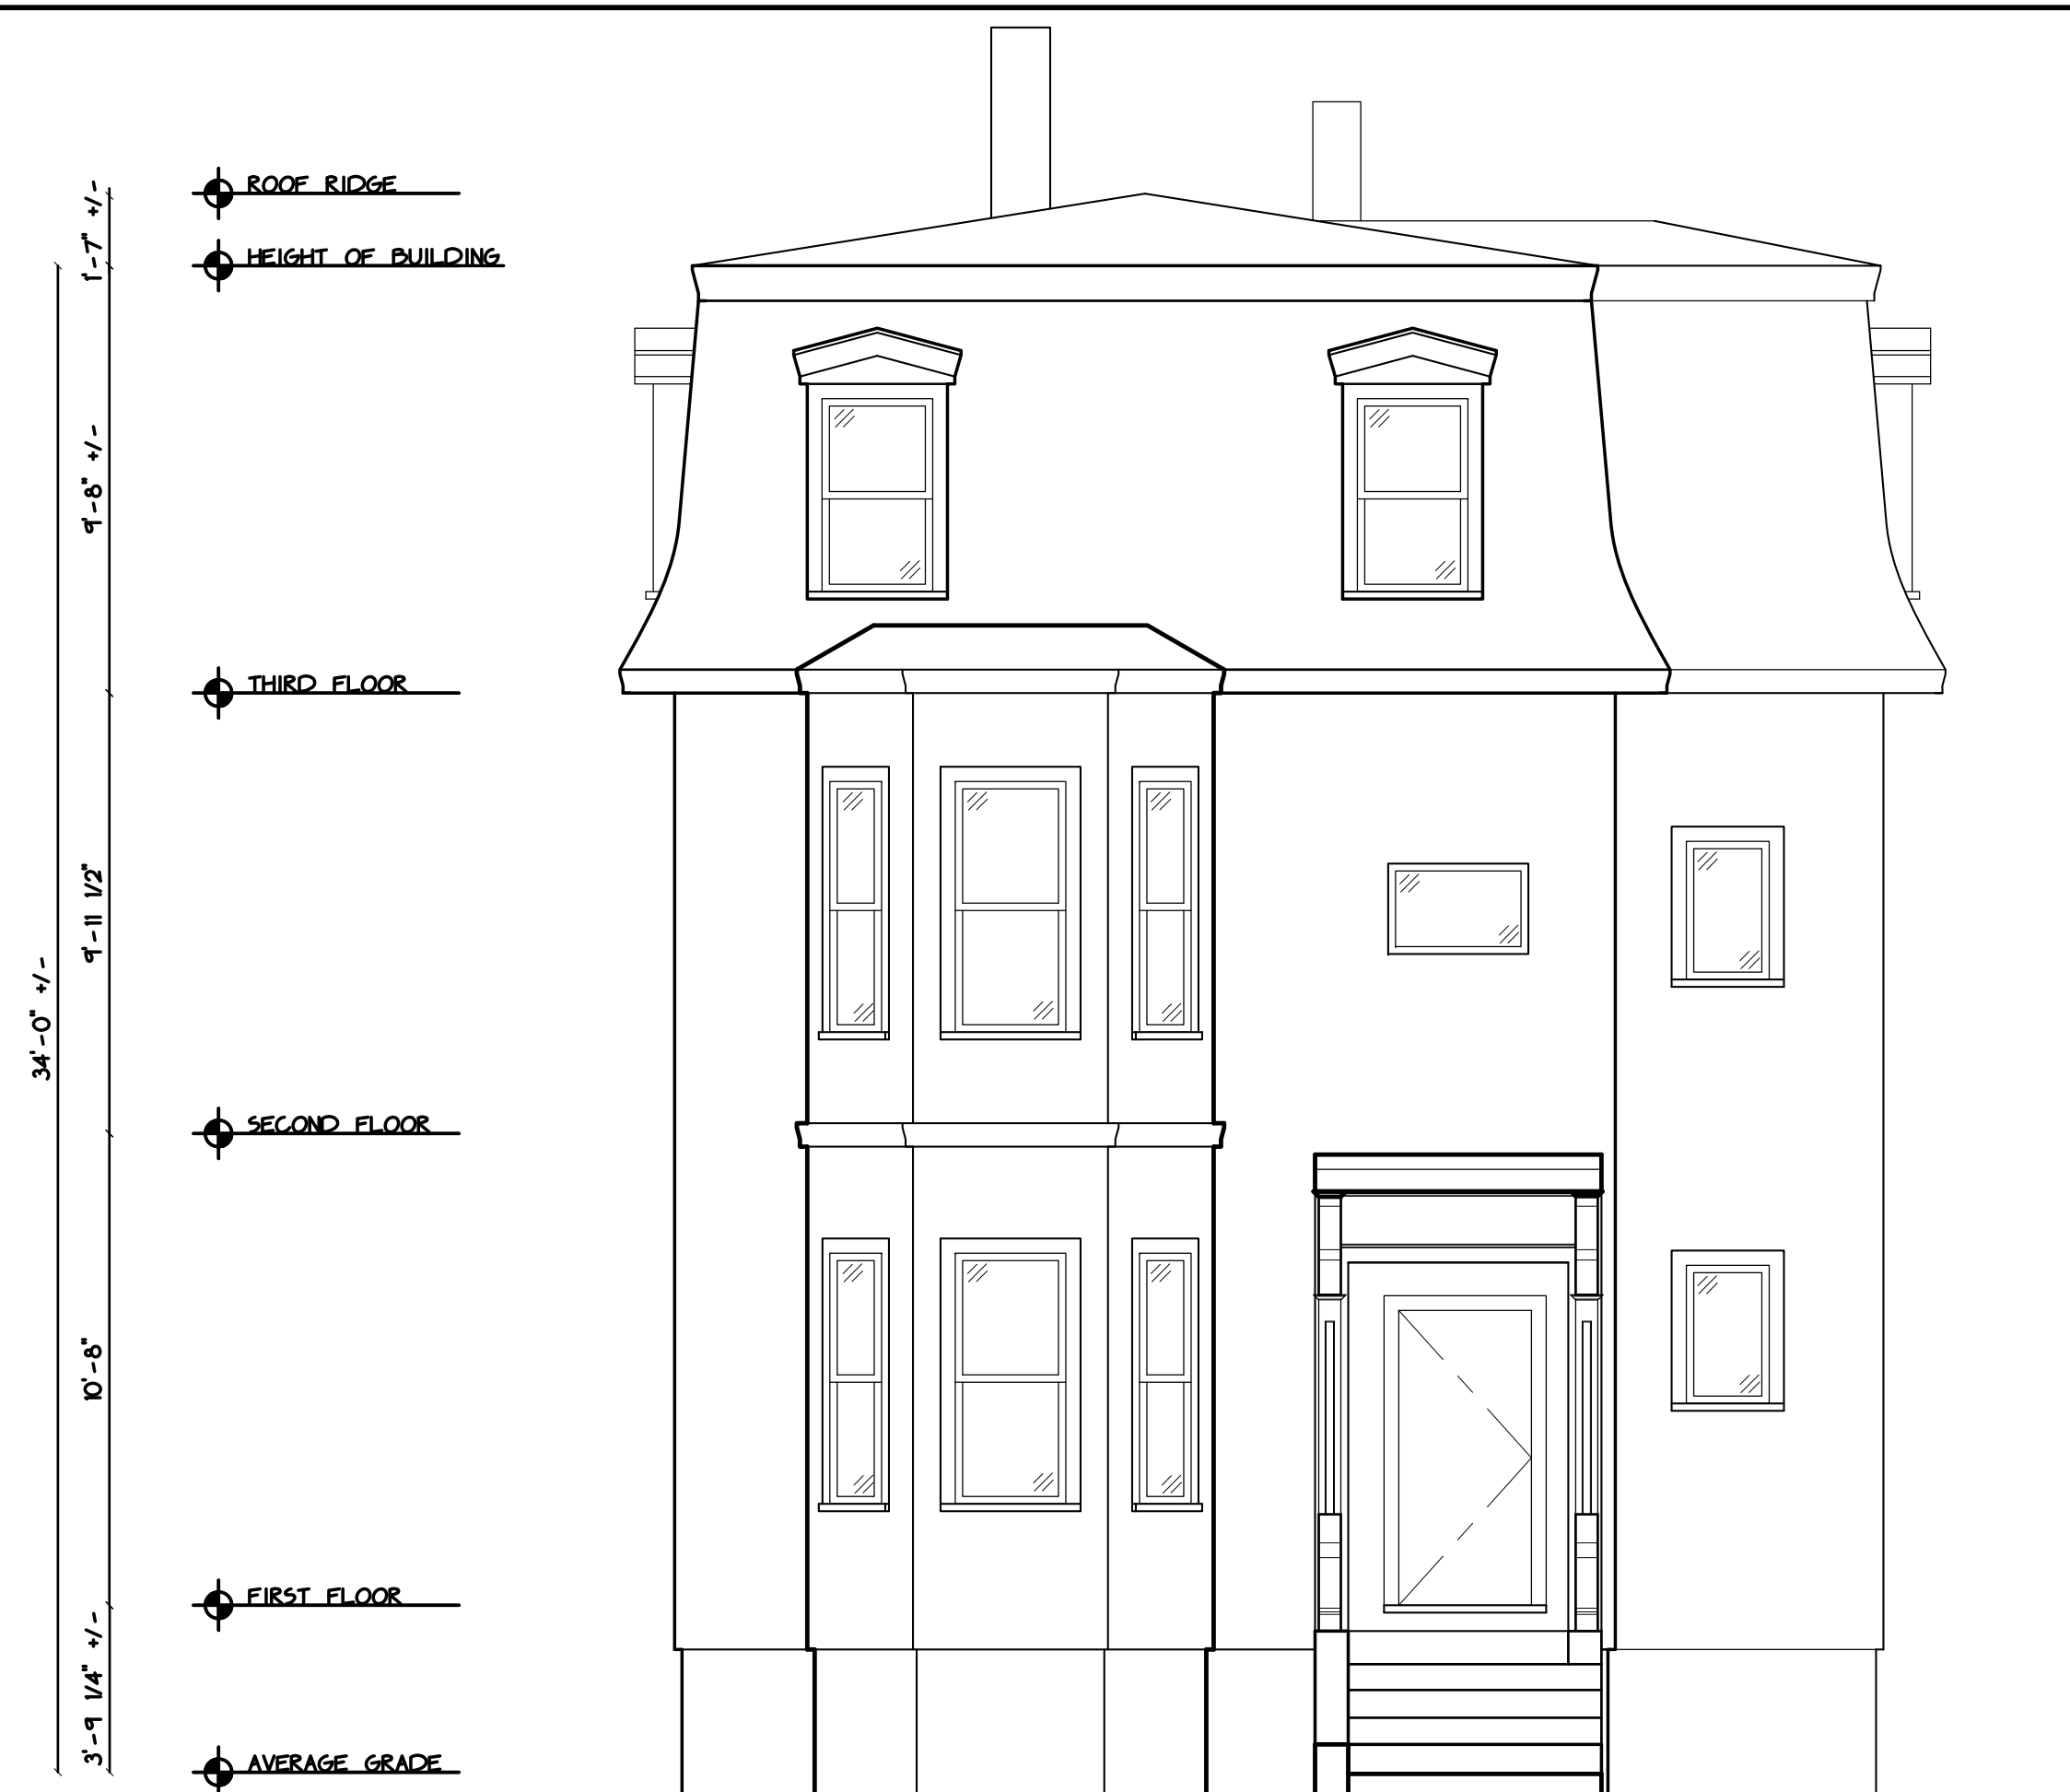 ROOF RIDGE
1'-7" +/-
HEIGHT OF BUILDING
9'-8" +/-
THIRD FLOOR
9'-11 1/2"
34'-0" +/-
SECOND FLOOR
10'-8"
FIRST FLOOR
3'-9 1/4" +/-
AVERAGE GRADE